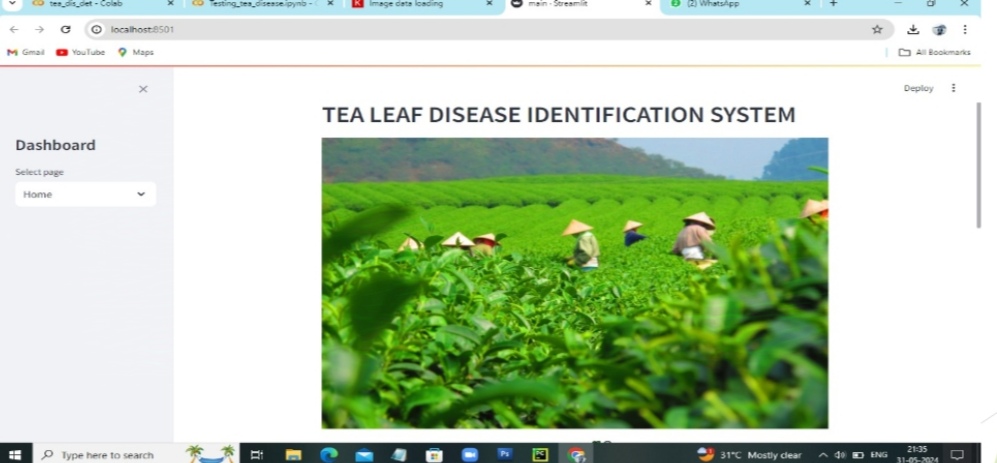 tea_dis_det - Colab
Testing_tea_disease.ipynb -
Image data loading
main - Streamlit
(2) WhatsApp
localhost:8501
Gmail
YouTube
Maps
All Bookmarks
Deploy
TEA LEAF DISEASE IDENTIFICATION SYSTEM
Dashboard
Select page
Home
Type here to search
31°C Mostly clear
ENG
21:35
31-05-2024